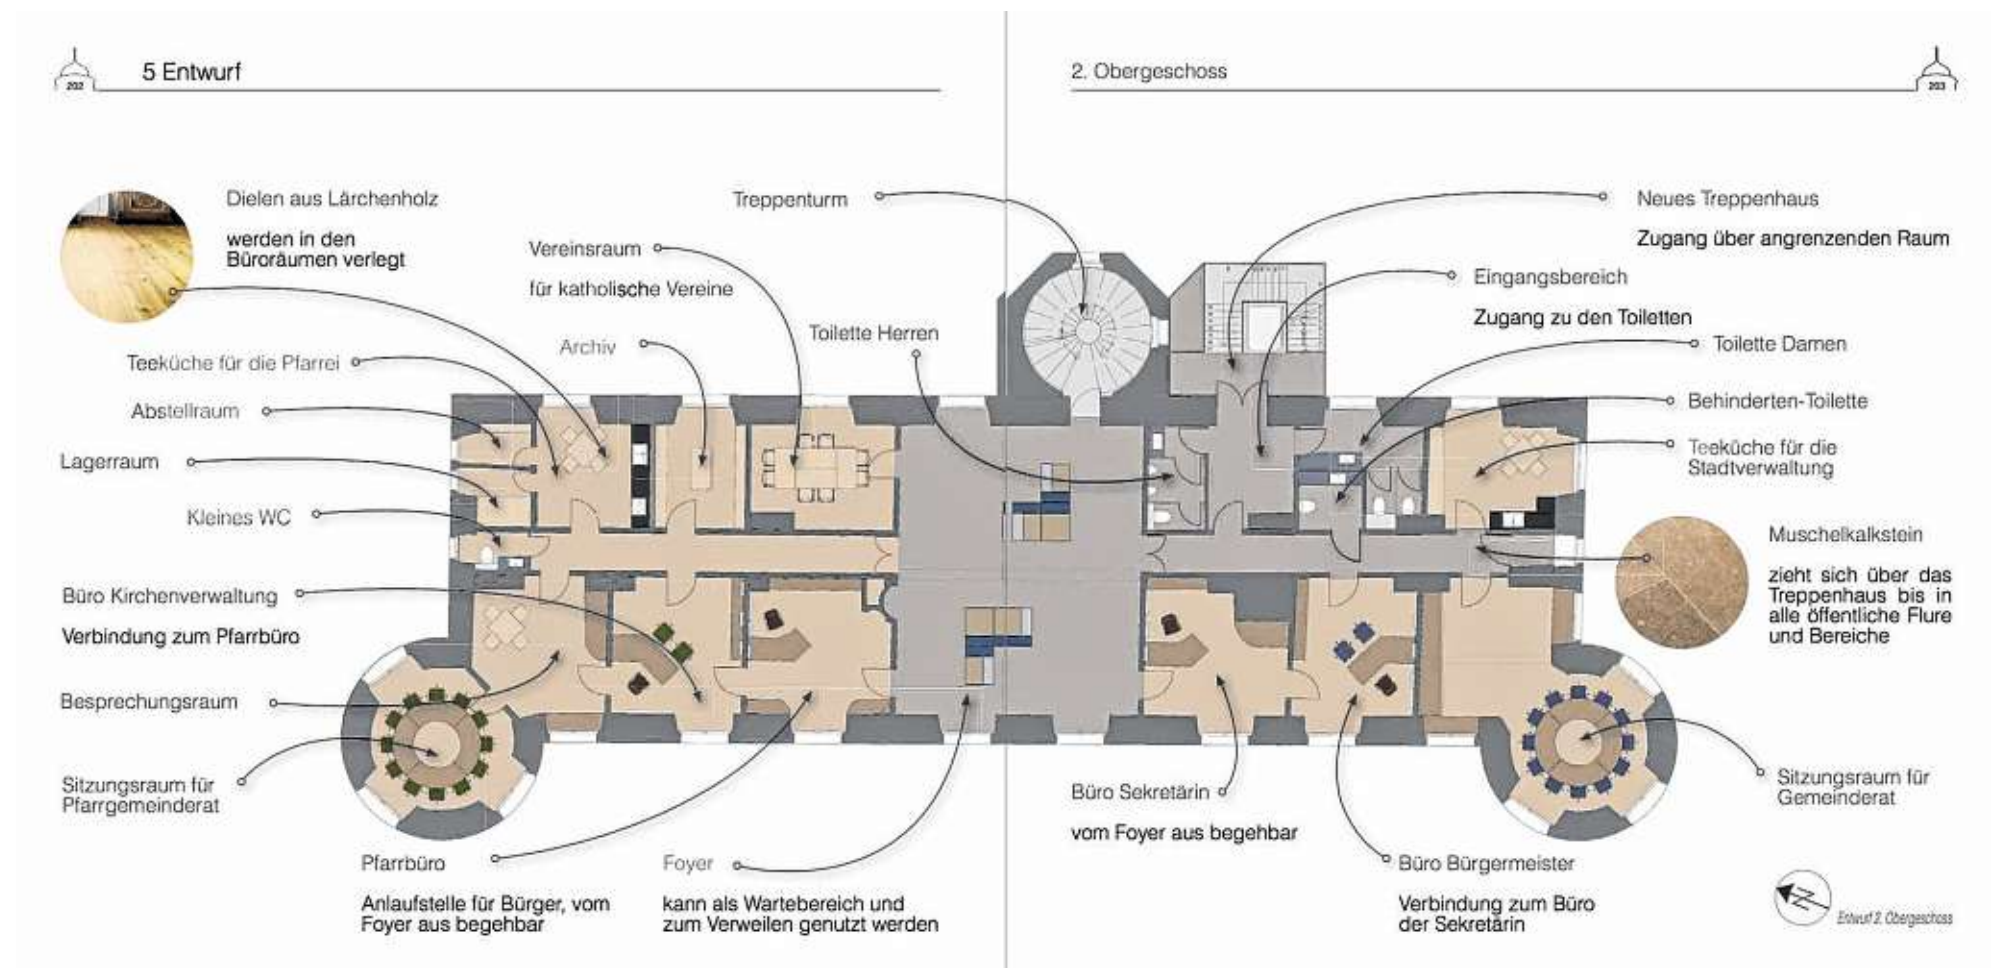 202
5 Entwurf
2. Obergeschoss
203
Dielen aus Lärchenholz
werden in den
Büroräumen verlegt
Treppenturm
Neues Treppenhaus
Zugang über angrenzenden Raum
Vereinsraum
für katholische Vereine
Eingangsbereich
Zugang zu den Toiletten
Archiv
Toilette Herren
Toilette Damen
Teeküche für die Pfarrei
Behinderten-Toilette
Abstellraum
Teeküche für die
Stadtverwaltung
Lagerraum
Kleines WC
Muschelkalkstein
zieht sich über das
Treppenhaus bis in
alle öffentliche Flure
und Bereiche
Büro Kirchenverwaltung
Verbindung zum Pfarrbüro
Besprechungsraum
Sitzungsraum für
Pfarrgemeinderat
Büro Sekretärin
vom Foyer aus begehbar
Sitzungsraum für
Gemeinderat
Pfarrbüro
Anlaufstelle für Bürger, vom
Foyer aus begehbar
Foyer
kann als Wartebereich und
zum Verweilen genutzt werden
Büro Bürgermeister
Verbindung zum Büro
der Sekretärin
N
Entwurf 2. Obergeschoss